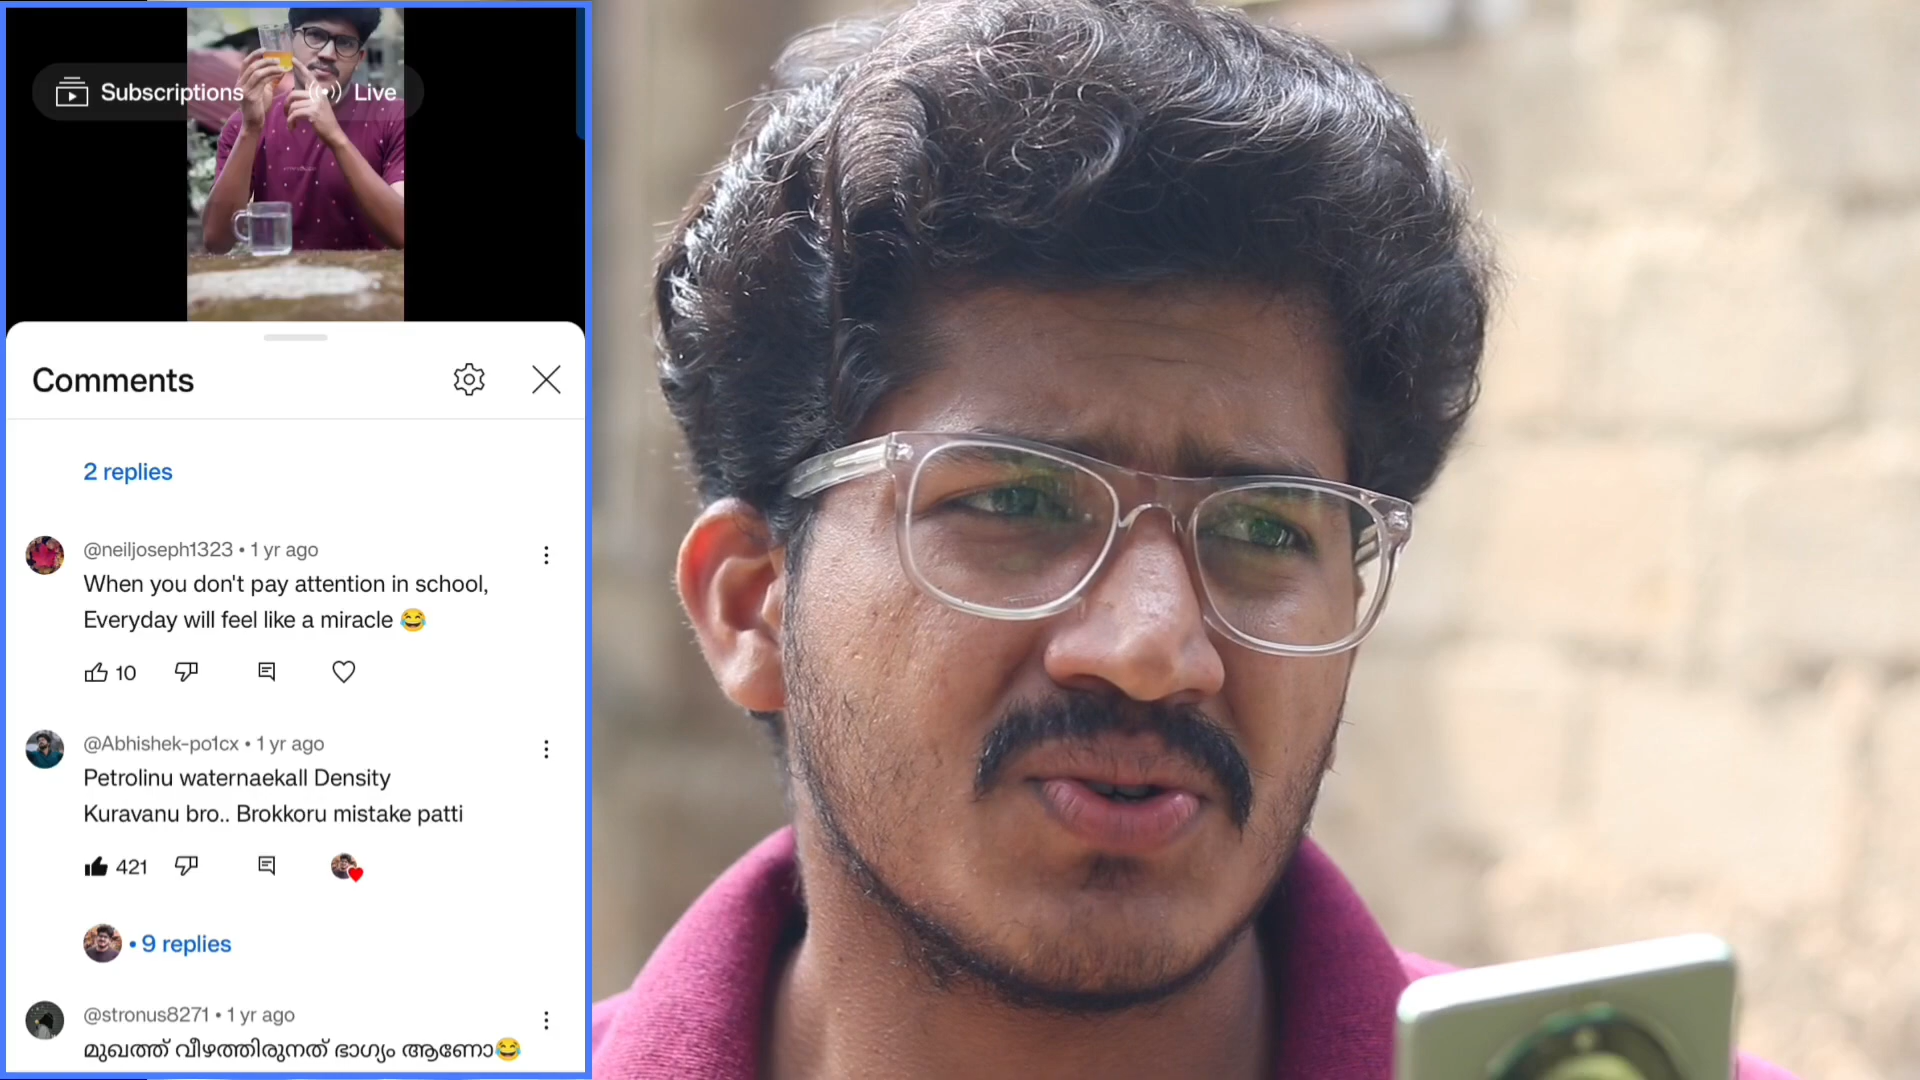 Subscriptions
Live
Comments
2 replies
@neiljoseph1323 • 1 yr ago
When you don't pay attention in school,
Everyday will feel like a miracle 😂
10
@Abhishek-po1cx • 1 yr ago
Petrolinu waternaekall Density
Kuravanu bro.. Brokkoru mistake patti
421
• 9 replies
@stronus8271 • 1 yr ago
മുഖത്ത് വീഴത്തിരുനത് ഭാഗ്യം ആണോ😂